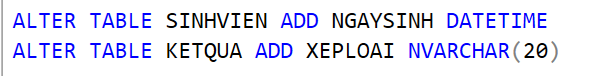 ALTER TABLE SINHVIEN ADD NGAYSINH DATETIME
ALTER TABLE KETQUA ADD XEPLOAI NVARCHAR(20)